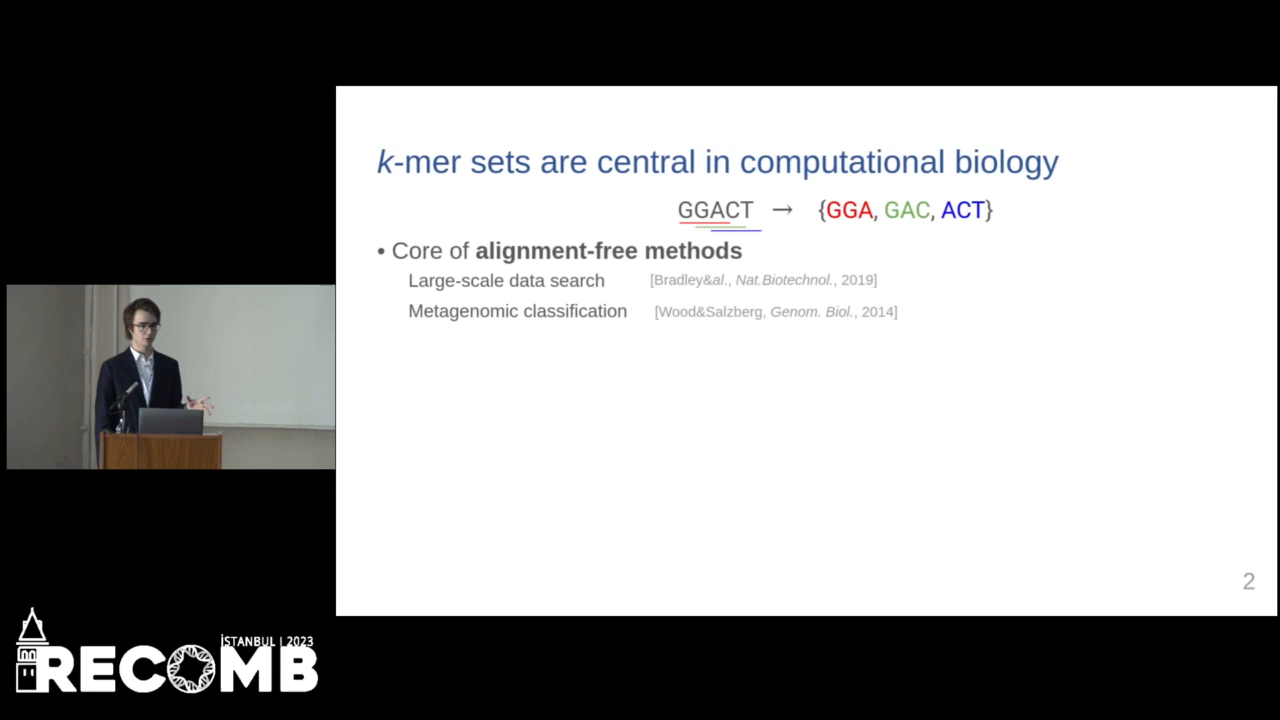 k-mer sets are central in computational biology
GGACT → {GGA, GAC, ACT}
• Core of alignment-free methods
Large-scale data search [Bradley&al., Nat.Biotechnol., 2019]
Metagenomic classification [Wood&Salzberg, Genom. Biol., 2014]
2
İSTANBUL | 2023
RECOMB